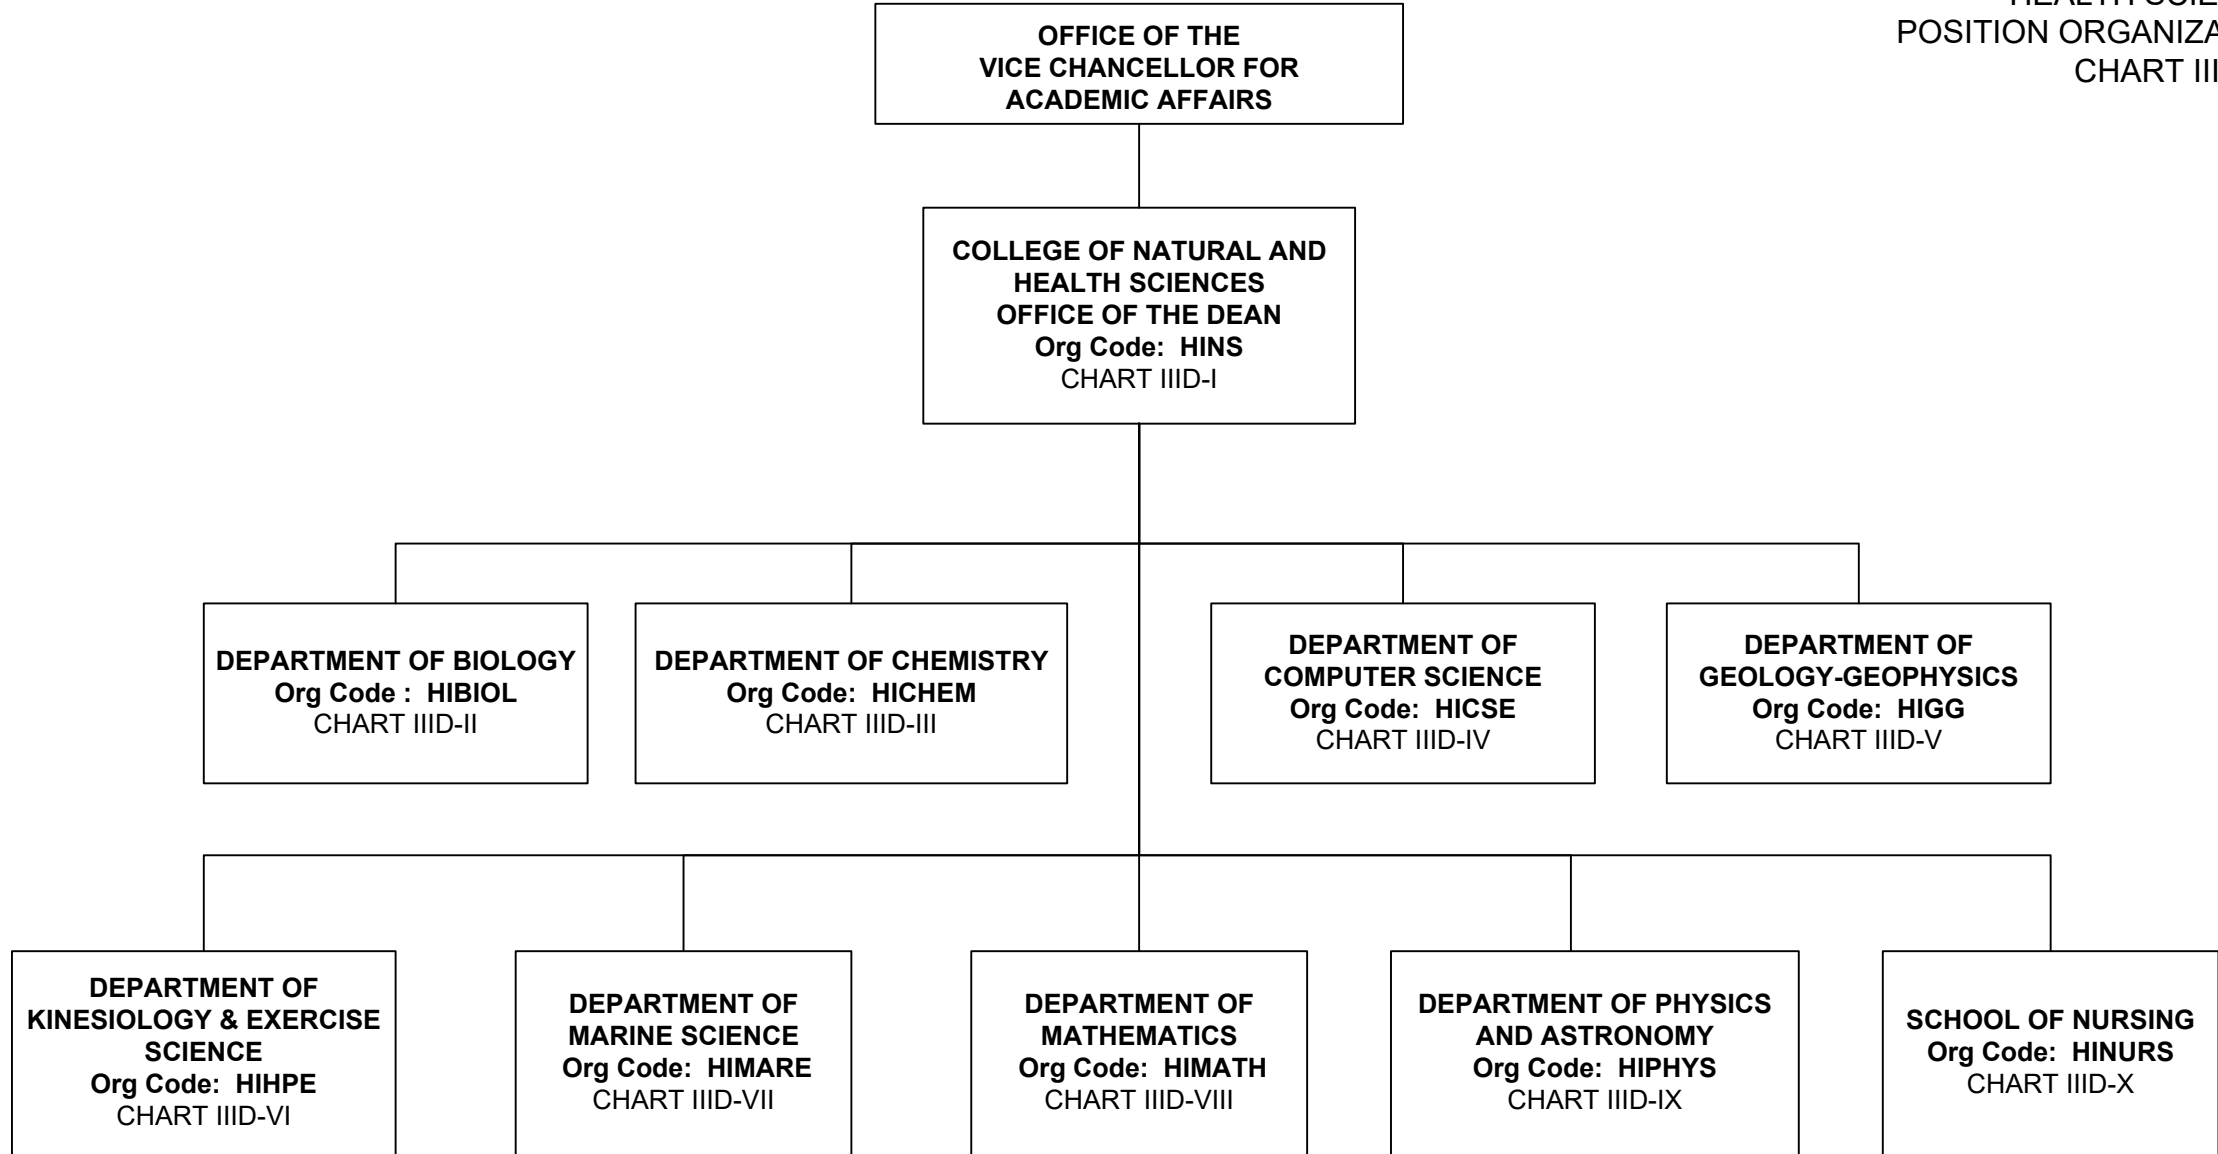 POSITION
CHART
OFFICE OF THE
VICE CHANCELLOR FOR
ACADEMIC AFFAIRS
COLLEGE OF NATURAL AND
HEALTH SCIENCES
OFFICE OF THE DEAN
Org Code: HINS
CHART IIID-I
DEPARTMENT OF BIOLOGY
Org Code : HIBIOL
CHART IIID-II
DEPARTMENT OF CHEMISTRY
Org Code: HICHEM
CHART IIID-III
DEPARTMENT OF
COMPUTER SCIENCE
Org Code: HICSE
CHART IIID-IV
DEPARTMENT OF
GEOLOGY-GEOPHYSICS
Org Code: HIGG
CHART IIID-V
DEPARTMENT OF
KINESIOLOGY & EXERCISE
SCIENCE
Org Code: HIHPE
CHART IIID-VI
DEPARTMENT OF
MARINE SCIENCE
Org Code: HIMARE
CHART IIID-VII
DEPARTMENT OF
MATHEMATICS
Org Code: HIMATH
CHART IIID-VIII
DEPARTMENT OF PHYSICS
AND ASTRONOMY
Org Code: HIPHYS
CHART IIID-IX
SCHOOL OF NURSING
Org Code: HINURS
CHART IIID-X